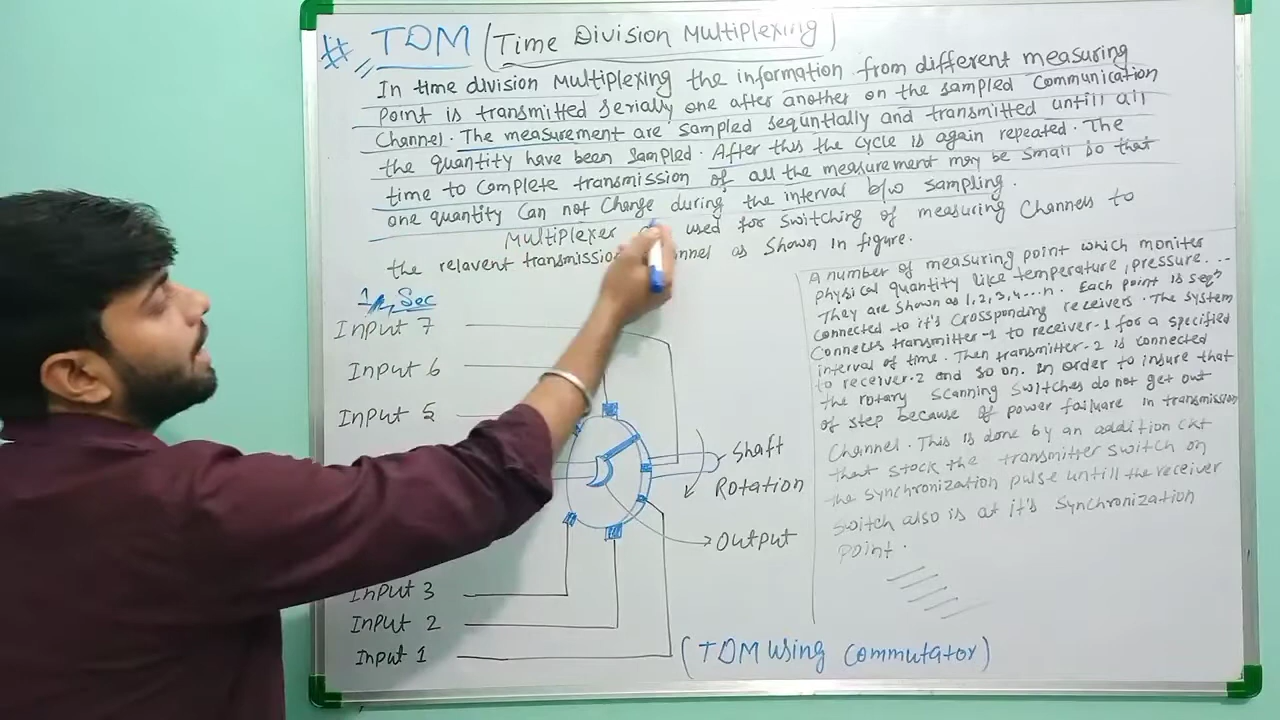 # TDM (Time Division Multiplexing)
In time division Multiplexing the information from different measuring
Point is transmitted serially one after another on the sampled communication
Channel. The measurement are sampled sequntially and transmitted untill all
the quantity have been sampled. After this the cycle is again repeated. The
time to complete transmission of all the measurement may be small so that
one quantity can not change during the interval b/w sampling.
Multiplexer used for switching of measuring Channels to
the relavent transmission as shown in figure.
1/ Sec
Input 7
Input 6
Input 5
Input 3
Input 2
Input 1
Shaft
Rotation
Output
(TDM using commutator)
A number of measuring point which moniter
physical quantity like temperature, pressure...
They are shown as 1, 2, 3, 4....n. Each point is
connected to it's crossponding receivers. The system
connects transmitter-1 to receiver-1 for a specified
interval of time. Then transmitter-2 is connected
to receiver-2 and so on. In order to insure that
the rotary scanning switches do not get out
of step because of power failuare in transmission
Channel. This is done by an addition ckt
that stock the transmitter switch on
the synchronization pulse untill the receiver
switch also is at it's synchronization
point.